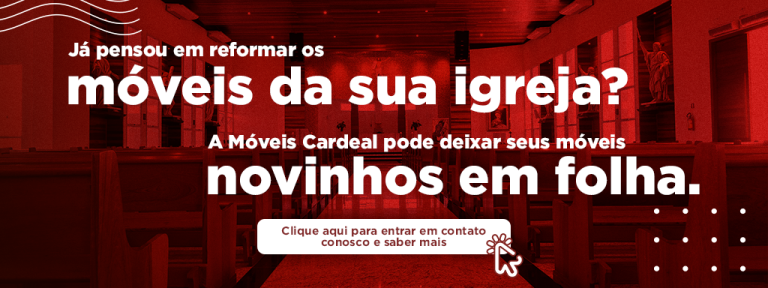 Já pensou em reformar os
móveis da sua igreja?
A Móveis Cardeal pode deixar seus móveis
novinhos em folha.
Clique aqui para entrar em contato
conosco e saber mais